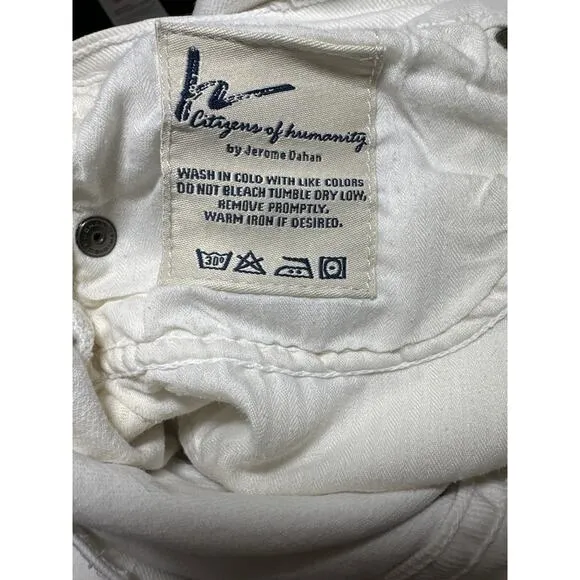 Citizens of humanity
by Jerome Dahan
WASH IN COLD WITH LIKE COLORS
DO NOT BLEACH TUMBLE DRY LOW,
REMOVE PROMPTLY,
WARM IRON IF DESIRED.
30°